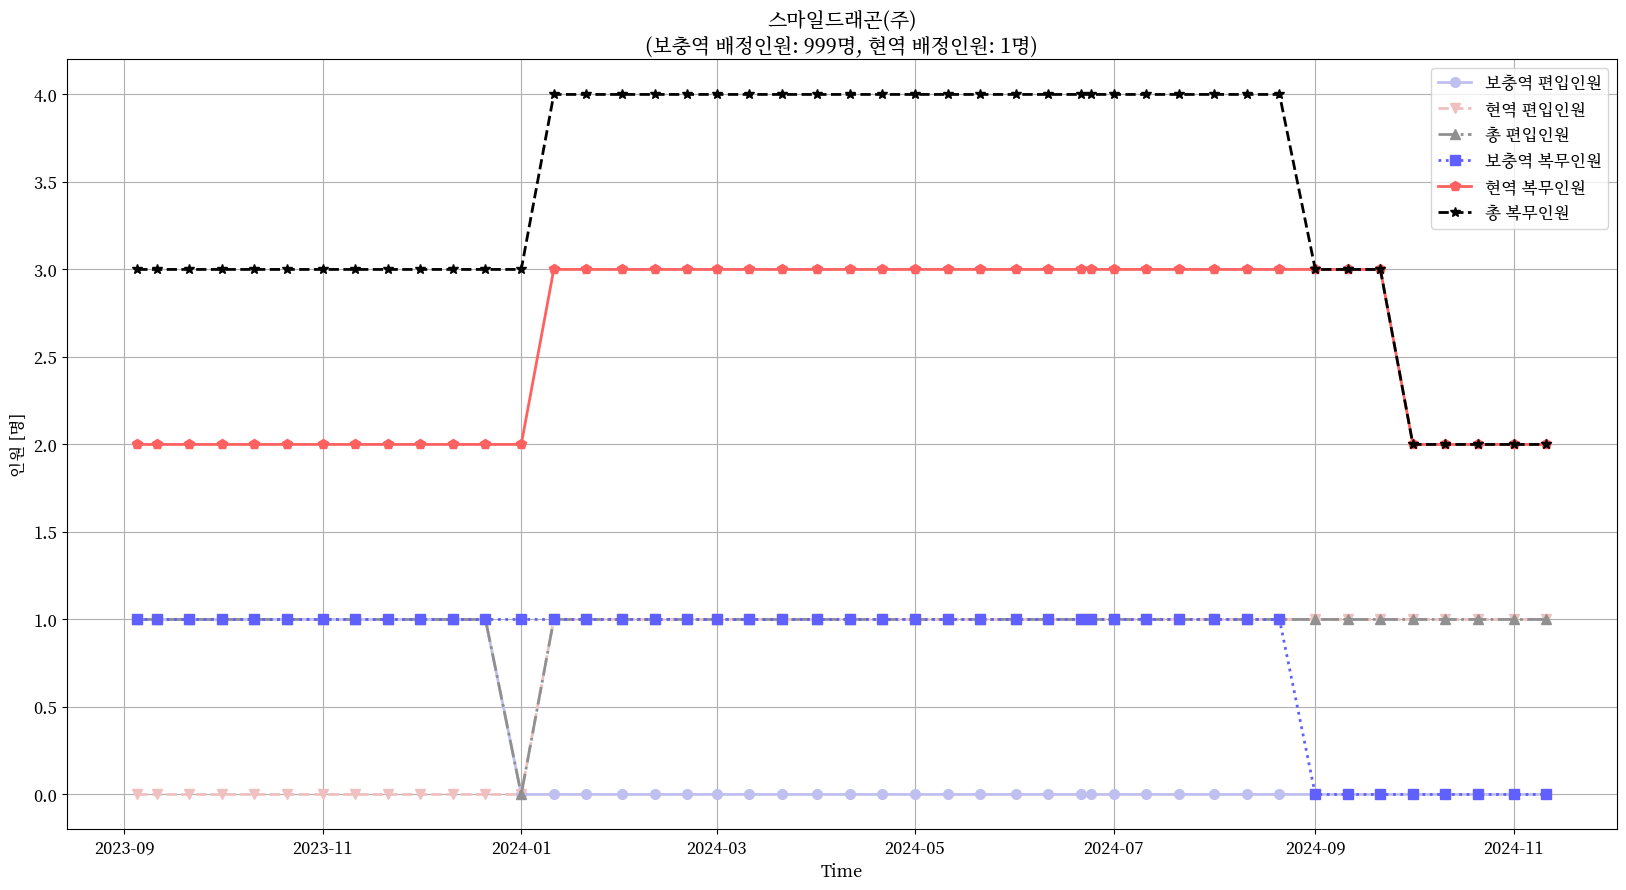 스마일드래곤(주)
(보충역 배정인원: 999명, 현역 배정인원: 1명)
보충역 편입인원
현역 편입인원
총 편입인원
보충역 복무인원
현역 복무인원
총 복무인원
인원 [명]
4.0
3.5
3.0
2.5
2.0
1.5
1.0
0.5
0.0
2023-09
2023-11
2024-01
2024-03
2024-05
2024-07
2024-09
2024-11
Time